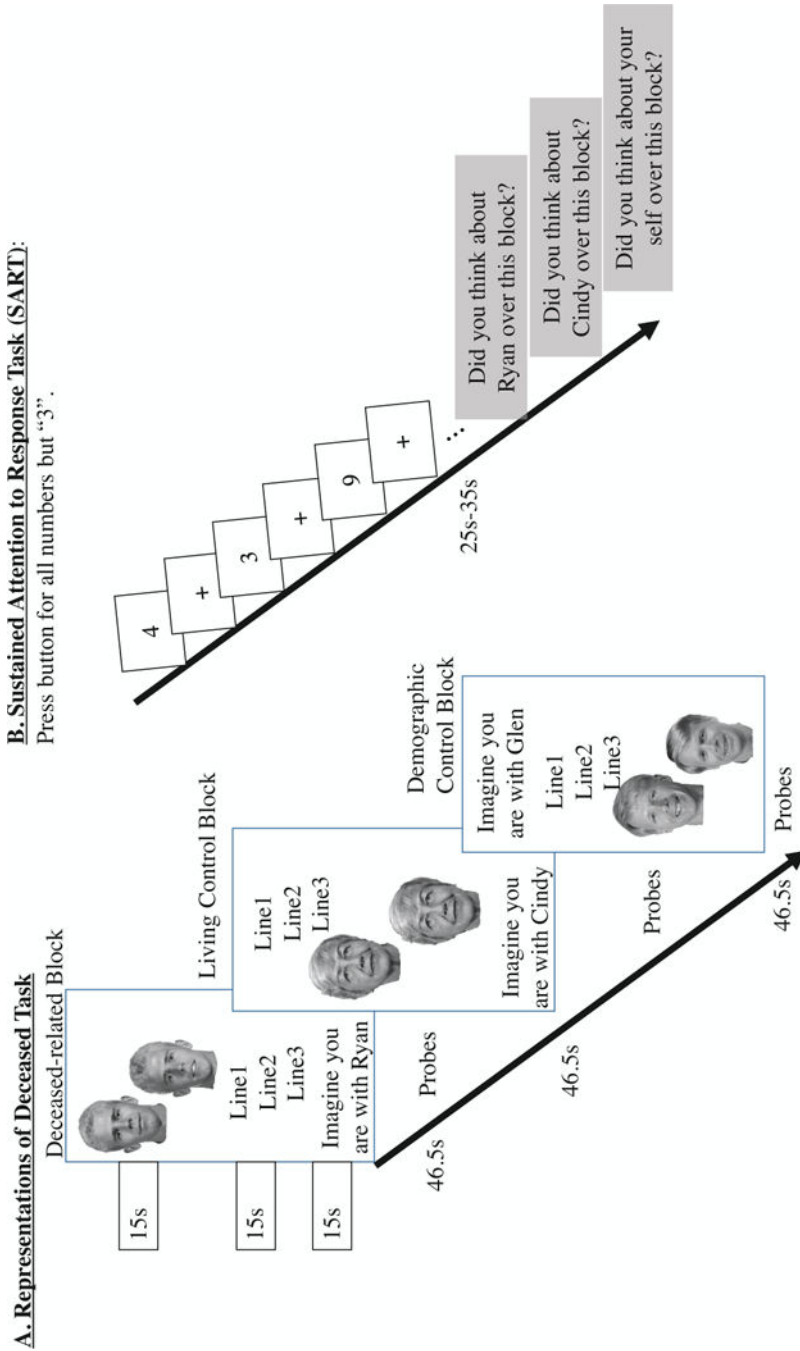 A. Representations of Deceased Task
Deceased-related Block
15s
15s
15s
Line1
Line2
Line3
Imagine you
are with Ryan
46.5s
Probes
Living Control Block
Line1
Line2
Line3
Imagine you
are with Cindy
46.5s
Probes
Demographic
Control Block
Imagine you
are with Glen
Line1
Line2
Line3
46.5s
Probes
B. Sustained Attention to Response Task (SART):
Press button for all numbers but “3”.
4
+
3
+
9
+
...
25s-35s
Did you think about
Ryan over this block?
Did you think about
Cindy over this block?
Did you think about your
self over this block?